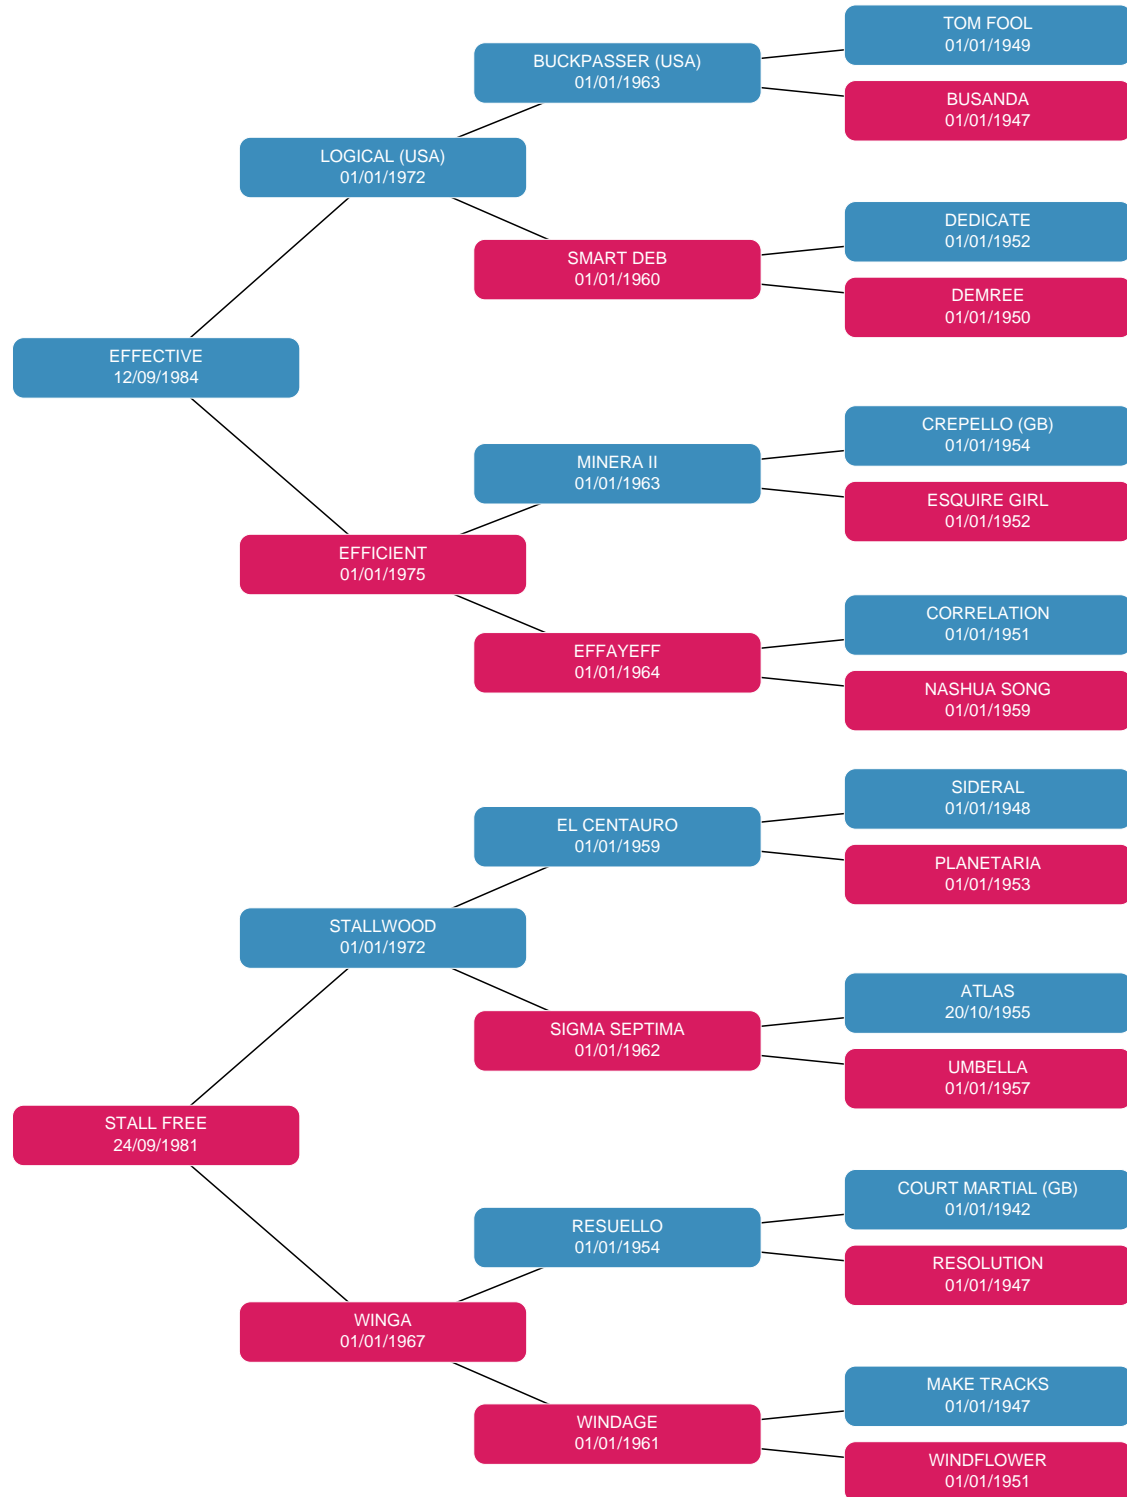 TOM FOOL
01/01/1949
BUCKPASSER (USA)
01/01/1963
BUSANDA
01/01/1947
LOGICAL (USA)
01/01/1972
DEDICATE
01/01/1952
SMART DEB
01/01/1960
DEMREE
01/01/1950
EFFECTIVE
12/09/1984
CREPELLO (GB)
01/01/1954
MINERA II
01/01/1963
ESQUIRE GIRL
01/01/1952
EFFICIENT
01/01/1975
CORRELATION
01/01/1951
EFFAYEFF
01/01/1964
NASHUA SONG
01/01/1959
SIDERAL
01/01/1948
EL CENTAURO
01/01/1959
PLANETARIA
01/01/1953
STALLWOOD
01/01/1972
ATLAS
20/10/1955
SIGMA SEPTIMA
01/01/1962
UMBELLA
01/01/1957
STALL FREE
24/09/1981
COURT MARTIAL (GB)
01/01/1942
RESUELLO
01/01/1954
RESOLUTION
01/01/1947
WINGA
01/01/1967
MAKE TRACKS
01/01/1947
WINDAGE
01/01/1961
WINDFLOWER
01/01/1951